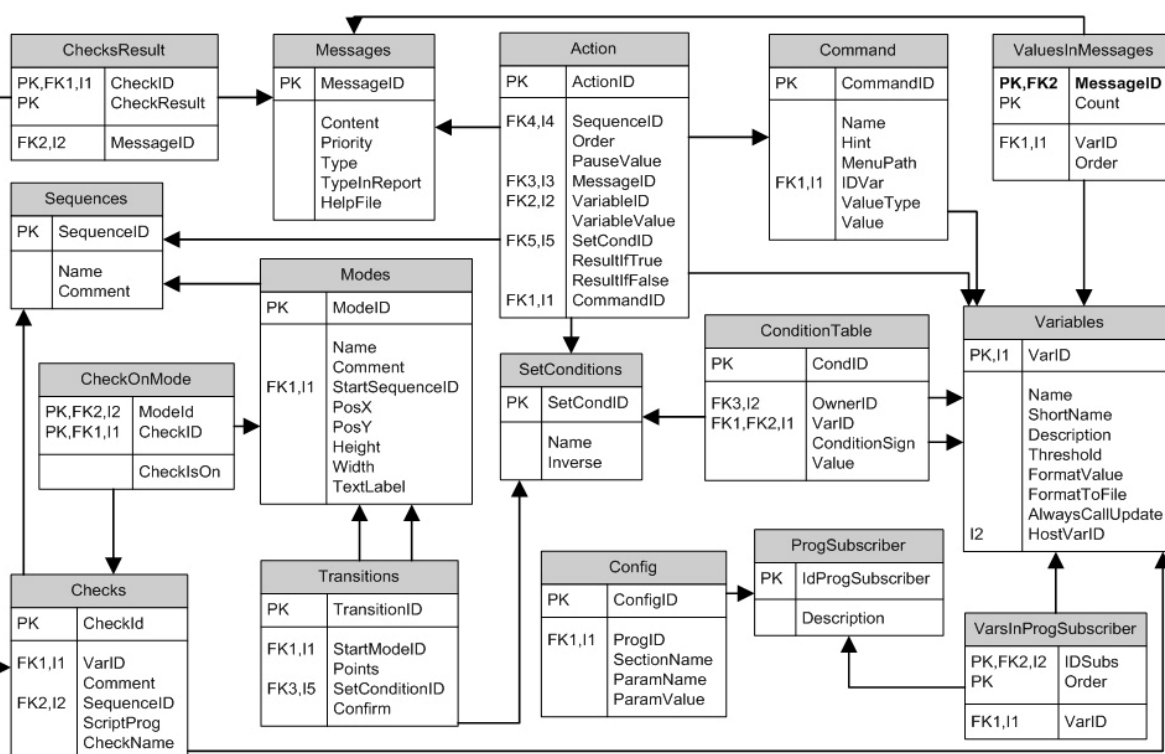 ChecksResult
PK,FK1,I1 CheckID
PK CheckResult
FK2,I2 MessageID
Messages
PK MessageID
Content
Priority
Type
TypeInReport
HelpFile
Action
PK ActionID
FK4,I4 SequenceID
Order
PauseValue
FK3,I3 MessageID
FK2,I2 VariableID
VariableValue
FK5,I5 SetCondID
ResultIfTrue
ResultIfFalse
FK1,I1 CommandID
Command
PK CommandID
Name
Hint
MenuPath
FK1,I1 IDVar
ValueType
Value
ValuesInMessages
PK,FK2 MessageID
PK Count
FK1,I1 VarID
Order
Sequences
PK SequenceID
Name
Comment
Modes
PK ModeID
Name
Comment
FK1,I1 StartSequenceID
PosX
PosY
Height
Width
TextLabel
CheckOnMode
PK,FK2,I2 ModeId
PK,FK1,I1 CheckID
CheckIsOn
SetConditions
PK SetCondID
Name
Inverse
ConditionTable
PK CondID
FK3,I2 OwnerID
FK1,FK2,I1 VarID
ConditionSign
Value
Variables
PK,I1 VarID
Name
ShortName
Description
Threshold
FormatValue
FormatToFile
AlwaysCallUpdate
I2 HostVarID
Checks
PK CheckId
FK1,I1 VarID
Comment
FK2,I2 SequenceID
ScriptProg
CheckName
Transitions
PK TransitionID
FK1,I1 StartModeID
Points
FK3,I5 SetConditionID
Confirm
Config
PK ConfigID
FK1,I1 ProgID
SectionName
ParamName
ParamValue
ProgSubscriber
PK IdProgSubscriber
Description
VarsInProgSubscriber
PK,FK2,I2 IDSubs
PK Order
FK1,I1 VarID